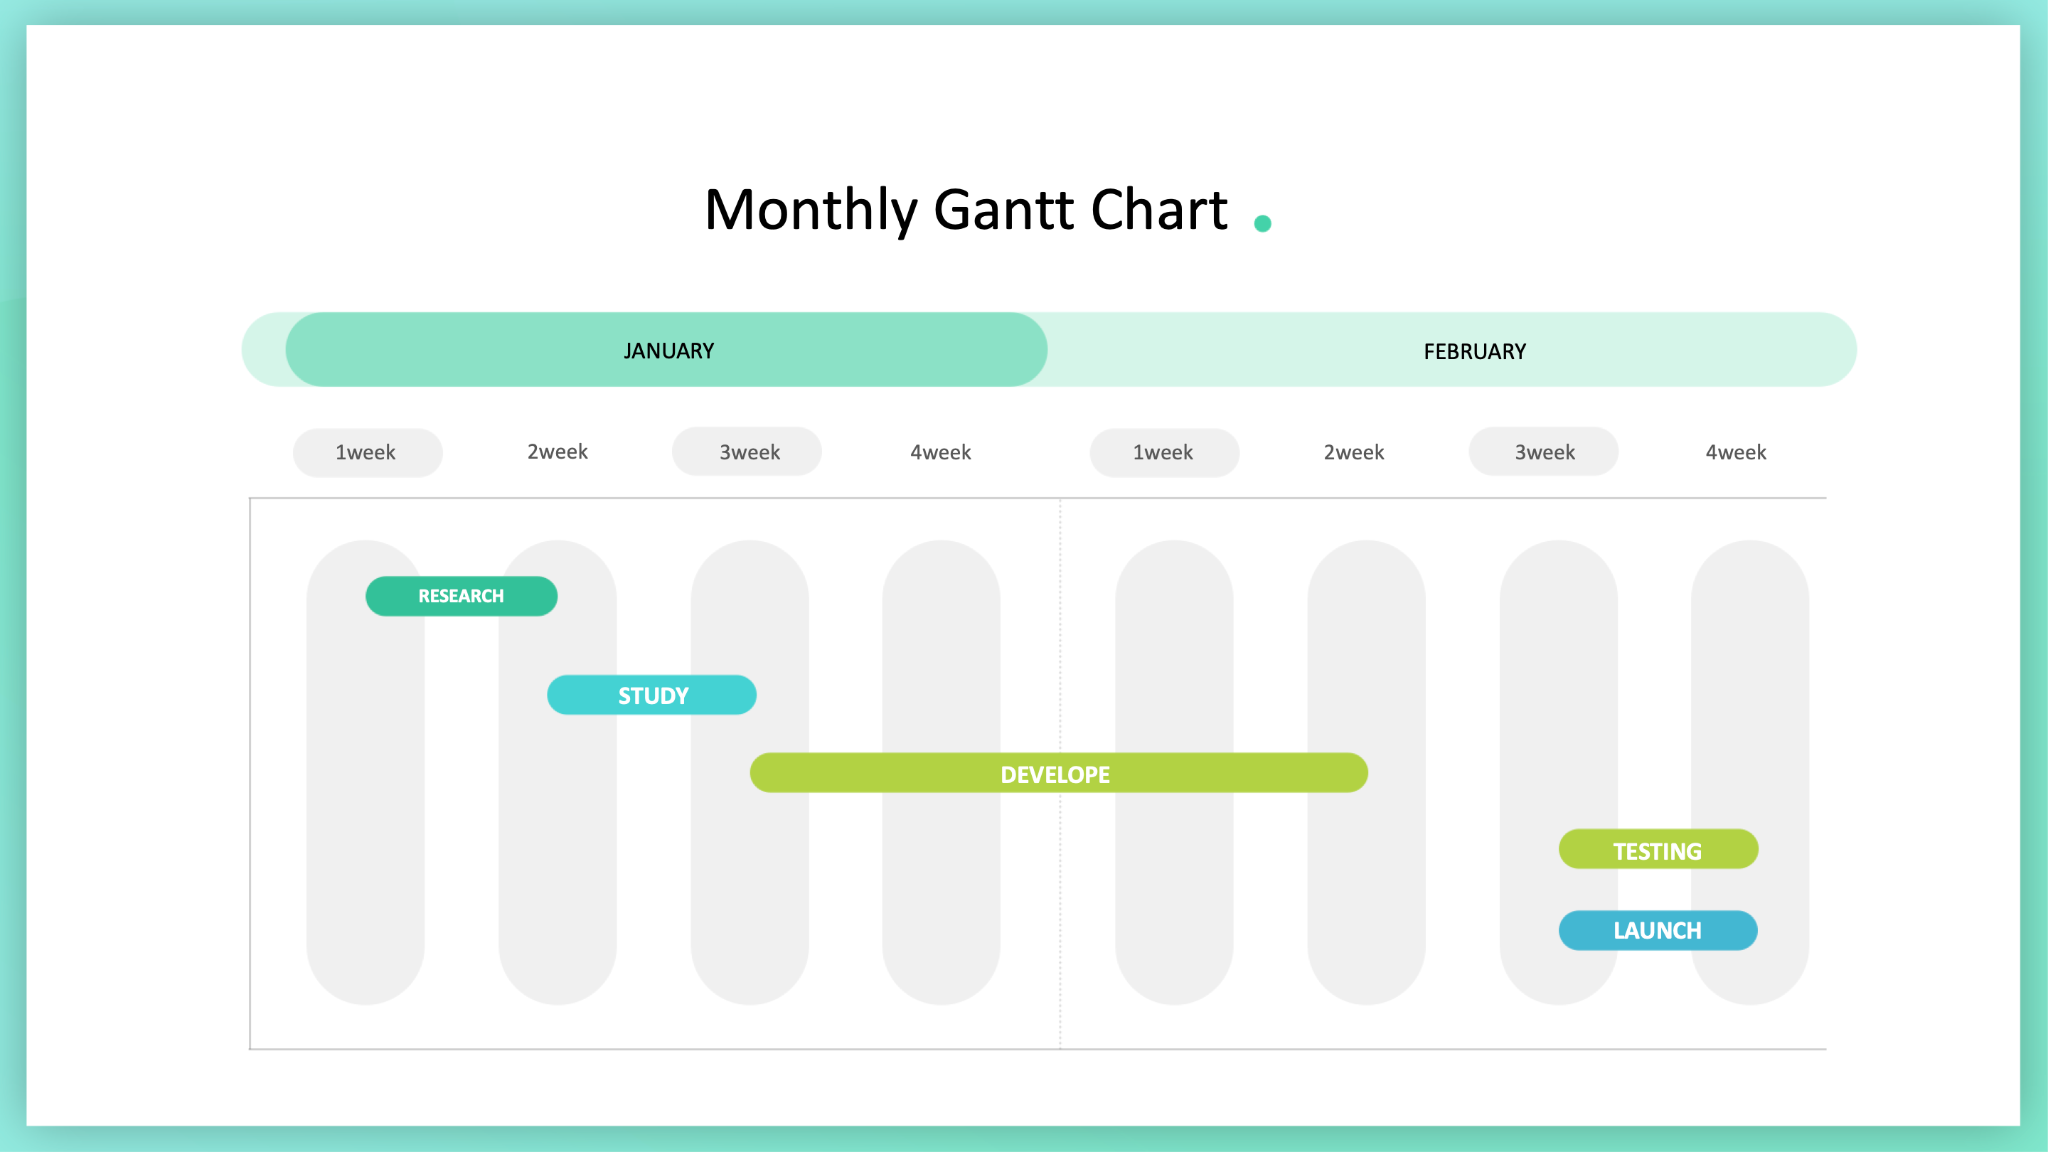 Monthly Gantt Chart .
JANUARY FEBRUARY
1week 2week 3week 4week 1week 2week 3week 4week
RESEARCH
STUDY
DEVELOPE
TESTING
LAUNCH